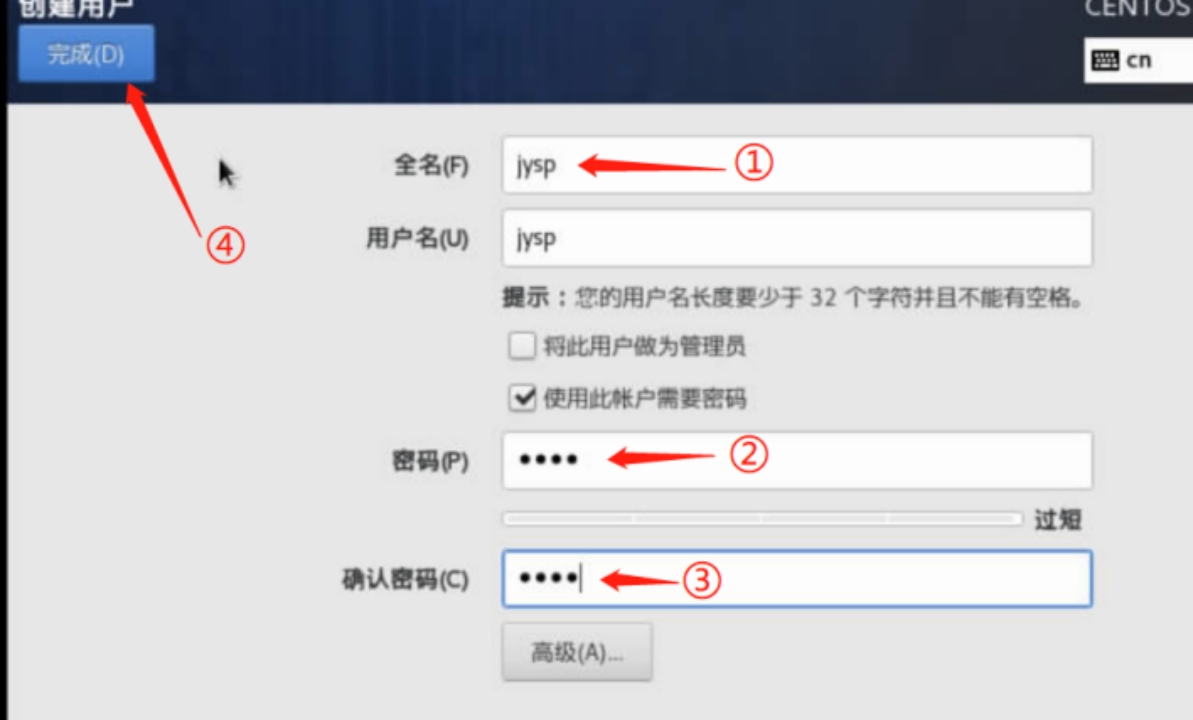 创建用户
CENTOS
完成(D)
cn
全名(F) jysp ①
用户名(U) jysp
④
提示：您的用户名长度要少于 32 个字符并且不能有空格。
将此用户做为管理员
使用此帐户需要密码
密码(P) •••• ②
过短
确认密码(C) •••• ③
高级(A)...